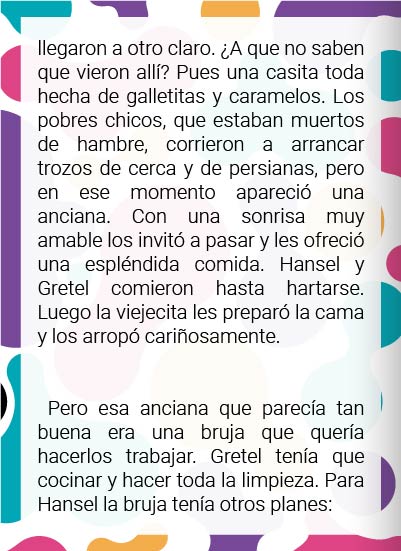 llegaron a otro claro. ¿A que no saben
que vieron allí? Pues una casita toda
hecha de galletitas y caramelos. Los
pobres chicos, que estaban muertos
de hambre, corrieron a arrancar
trozos de cerca y de persianas, pero
en ese momento apareció una
anciana. Con una sonrisa muy
amable los invitó a pasar y les ofreció
una espléndida comida. Hansel y
Gretel comieron hasta hartarse.
Luego la viejecita les preparó la cama
y los arropó cariñosamente.
Pero esa anciana que parecía tan
buena era una bruja que quería
hacerlos trabajar. Gretel tenía que
cocinar y hacer toda la limpieza. Para
Hansel la bruja tenía otros planes: